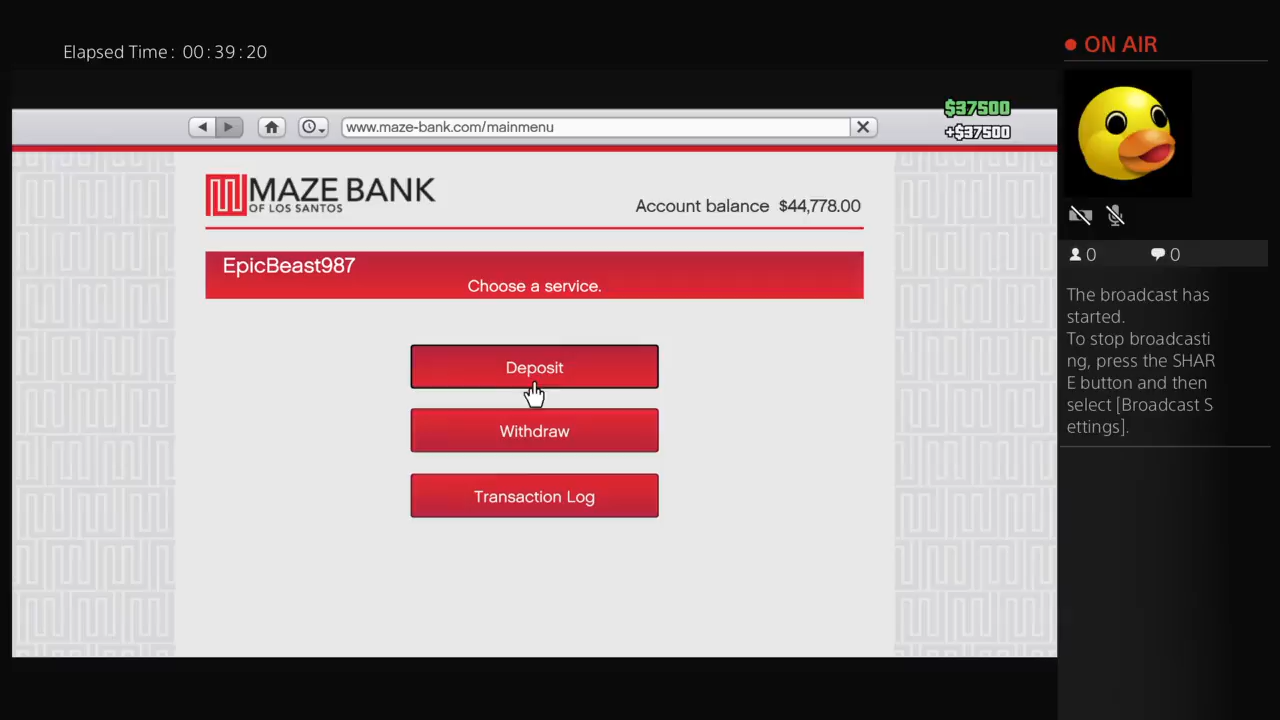 Elapsed Time: 00:39:20
ON AIR
$37500
+$37500
www.maze-bank.com/mainmenu
MAZE BANK
OF LOS SANTOS
Account balance $44,778.00
EpicBeast987
Choose a service.
Deposit
Withdraw
Transaction Log
0 0
The broadcast has
started.
To stop broadcasti
ng, press the SHAR
E button and then
select [Broadcast S
ettings].